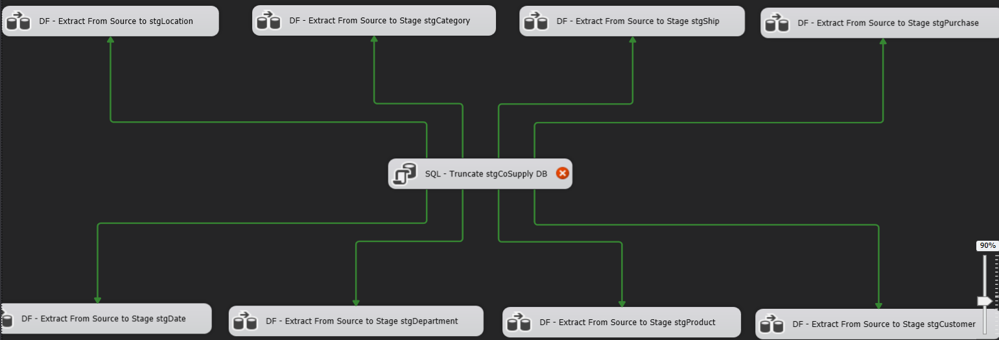 DF - Extract From Source to stgLocation
DF - Extract From Source to Stage stgCategory
DF - Extract From Source to Stage stgShip
DF - Extract From Source to Stage stgPurchase
SQL - Truncate stgCoSupply DB
90%
DF - Extract From Source to Stage stgDate
DF - Extract From Source to Stage stgDepartment
DF - Extract From Source to Stage stgProduct
DF - Extract From Source to Stage stgCustomer